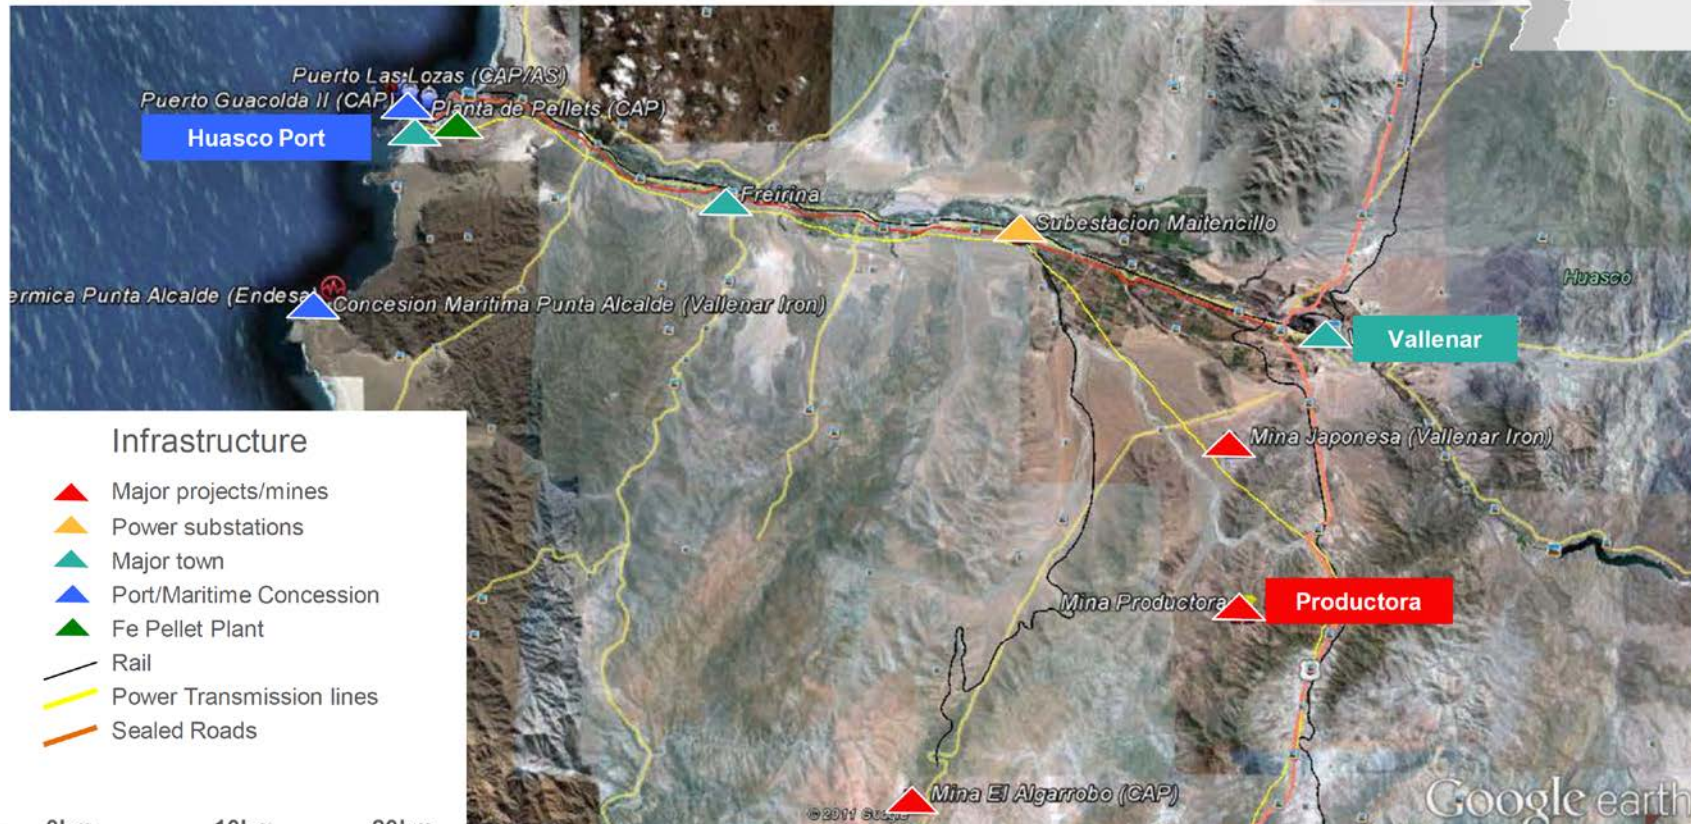 Puerto Las Lozas (CAP/AS)
Puerto Guacolda II (CAP)
Planta de Pellets (CAP)
Huasco Port
Freirina
Subestacion Maitencillo
Huasco
ermica Punta Alcalde (Endesa)
Concesion Maritima Punta Alcalde (Vallenar Iron)
Vallenar
Mina Japonesa (Vallenar Iron)
Mina Productora
Productora
Mina El Algarrobo (CAP)
Infrastructure
Major projects/mines
Power substations
Major town
Port/Maritime Concession
Fe Pellet Plant
Rail
Power Transmission lines
Sealed Roads
© 2011 Google
Google earth